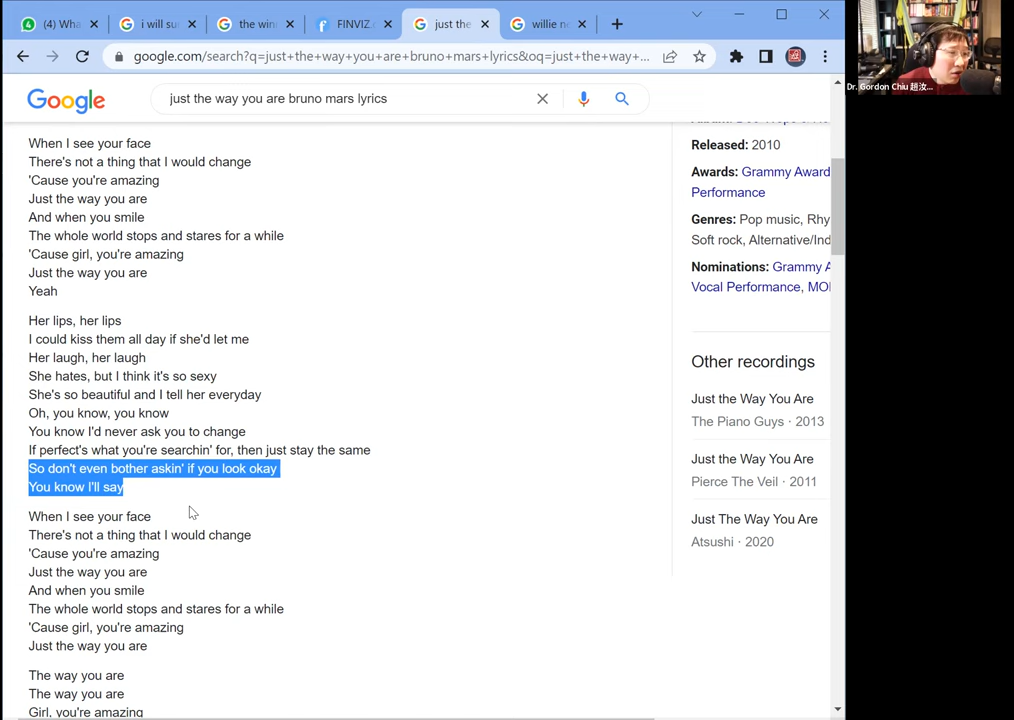 (4) Wha
i will su
the winn
FINVIZ.c
just the
willie ne
google.com/search?q=just+the+way+you+are+bruno+mars+lyrics&oq=just+the+way+...
Google
just the way you are bruno mars lyrics
Dr. Gordon Chiu 趙汝...
When I see your face
There's not a thing that I would change
'Cause you're amazing
Just the way you are
And when you smile
The whole world stops and stares for a while
'Cause girl, you're amazing
Just the way you are
Yeah
Her lips, her lips
I could kiss them all day if she'd let me
Her laugh, her laugh
She hates, but I think it's so sexy
She's so beautiful and I tell her everyday
Oh, you know, you know
You know I'd never ask you to change
If perfect's what you're searchin' for, then just stay the same
So don't even bother askin' if you look okay
You know I'll say
When I see your face
There's not a thing that I would change
'Cause you're amazing
Just the way you are
And when you smile
The whole world stops and stares for a while
'Cause girl, you're amazing
Just the way you are
The way you are
The way you are
Girl, you're amazing
Released: 2010
Awards: Grammy Award
Performance
Genres: Pop music, Rhy
Soft rock, Alternative/Ind
Nominations: Grammy A
Vocal Performance, MOI
Other recordings
Just the Way You Are
The Piano Guys · 2013
Just the Way You Are
Pierce The Veil · 2011
Just The Way You Are
Atsushi · 2020